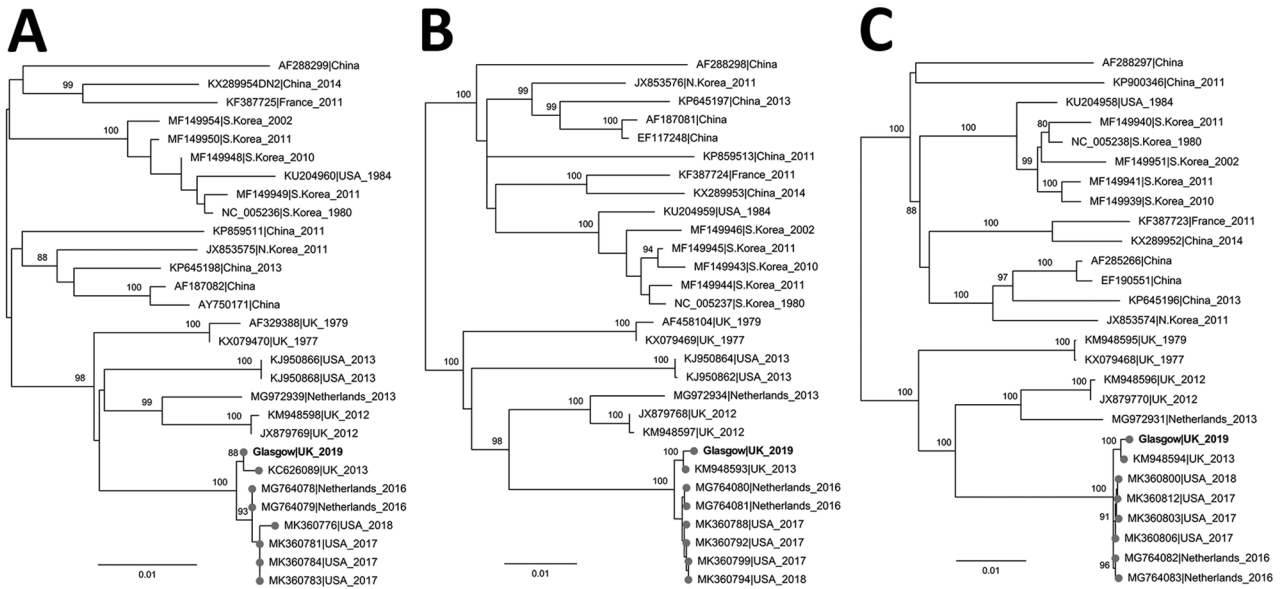 A
AF288299|China
99
KX289954DN2|China_2014
KF387725|France_2011
MF149954|S.Korea_2002
100
MF149950|S.Korea_2011
MF149948|S.Korea_2010
KU204960|USA_1984
MF149949|S.Korea_2011
NC_005236|S.Korea_1980
KP859511|China_2011
88
JX853575|N.Korea_2011
KP645198|China_2013
100
AF187082|China
AY750171|China
100
AF329388|UK_1979
KX079470|UK_1977
100
KJ950866|USA_2013
98
KJ950868|USA_2013
99
MG972939|Netherlands_2013
100
KM948598|UK_2012
JX879769|UK_2012
88
Glasgow|UK_2019
KC626089|UK_2013
100
MG764078|Netherlands_2016
MG764079|Netherlands_2016
93
MK360776|USA_2018
MK360781|USA_2017
MK360784|USA_2017
MK360783|USA_2017
0.01
B
AF288298|China
100
JX853576|N.Korea_2011
99
KP645197|China_2013
99
AF187081|China
100
EF117248|China
KP859513|China_2011
100
KF387724|France_2011
KX289953|China_2014
KU204959|USA_1984
100
MF149946|S.Korea_2002
94
MF149945|S.Korea_2011
MF149943|S.Korea_2010
MF149944|S.Korea_2011
NC_005237|S.Korea_1980
100
AF458104|UK_1979
KX079469|UK_1977
100
KJ950864|USA_2013
100
KJ950862|USA_2013
MG972934|Netherlands_2013
100
JX879768|UK_2012
100
KM948597|UK_2012
98
100
Glasgow|UK_2019
KM948593|UK_2013
100
MG764080|Netherlands_2016
MG764081|Netherlands_2016
MK360788|USA_2017
MK360792|USA_2017
MK360799|USA_2017
MK360794|USA_2018
0.01
C
AF288297|China
KP900346|China_2011
KU204958|USA_1984
100
100
80
MF149940|S.Korea_2011
NC_005238|S.Korea_1980
99
MF149951|S.Korea_2002
100
MF149941|S.Korea_2011
MF149939|S.Korea_2010
88
100
KF387723|France_2011
KX289952|China_2014
100
AF285266|China
97
EF190551|China
100
KP645196|China_2013
JX853574|N.Korea_2011
100
KM948595|UK_1979
KX079468|UK_1977
100
KM948596|UK_2012
100
100
JX879770|UK_2012
MG972931|Netherlands_2013
100
100
Glasgow|UK_2019
KM948594|UK_2013
MK360800|USA_2018
100
MK360812|USA_2017
91
MK360803|USA_2017
MK360806|USA_2017
MG764082|Netherlands_2016
96
MG764083|Netherlands_2016
0.01